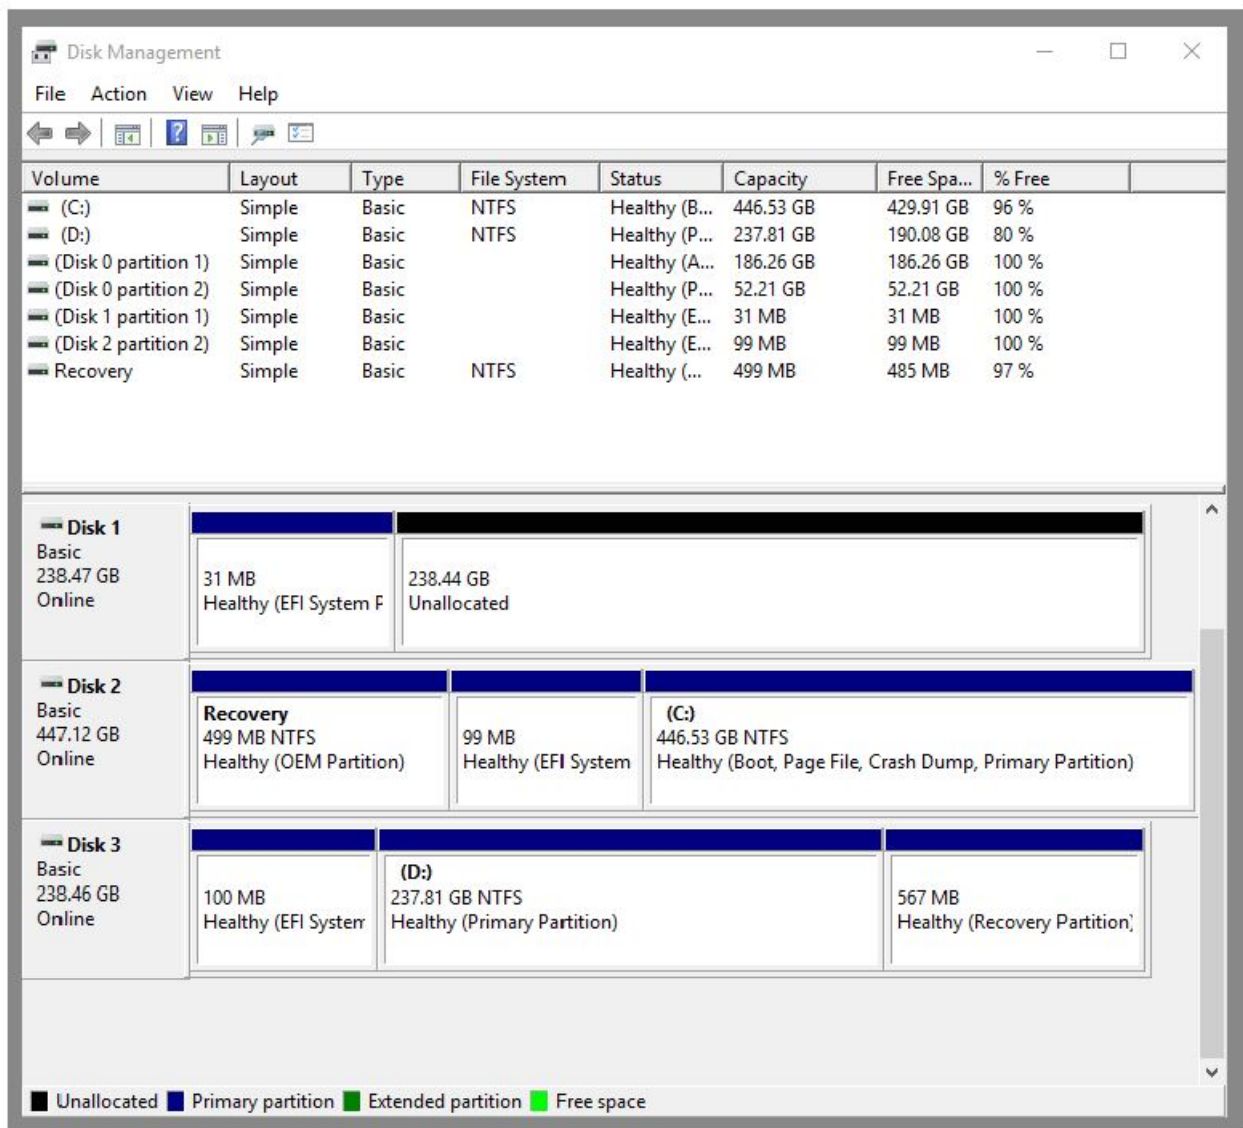 Disk Management
File Action View Help
Volume Layout Type File System Status Capacity Free Spa... % Free
(C:) Simple Basic NTFS Healthy (B... 446.53 GB 429.91 GB 96 %
(D:) Simple Basic NTFS Healthy (P... 237.81 GB 190.08 GB 80 %
(Disk 0 partition 1) Simple Basic Healthy (A... 186.26 GB 186.26 GB 100 %
(Disk 0 partition 2) Simple Basic Healthy (P... 52.21 GB 52.21 GB 100 %
(Disk 1 partition 1) Simple Basic Healthy (E... 31 MB 31 MB 100 %
(Disk 2 partition 2) Simple Basic Healthy (E... 99 MB 99 MB 100 %
Recovery Simple Basic NTFS Healthy (... 499 MB 485 MB 97 %
Disk 1
Basic
238.47 GB
Online
31 MB
Healthy (EFI System P
238.44 GB
Unallocated
Disk 2
Basic
447.12 GB
Online
Recovery
499 MB NTFS
Healthy (OEM Partition)
99 MB
Healthy (EFI System
(C:)
446.53 GB NTFS
Healthy (Boot, Page File, Crash Dump, Primary Partition)
Disk 3
Basic
238.46 GB
Online
100 MB
Healthy (EFI System
(D:)
237.81 GB NTFS
Healthy (Primary Partition)
567 MB
Healthy (Recovery Partition)
Unallocated Primary partition Extended partition Free space